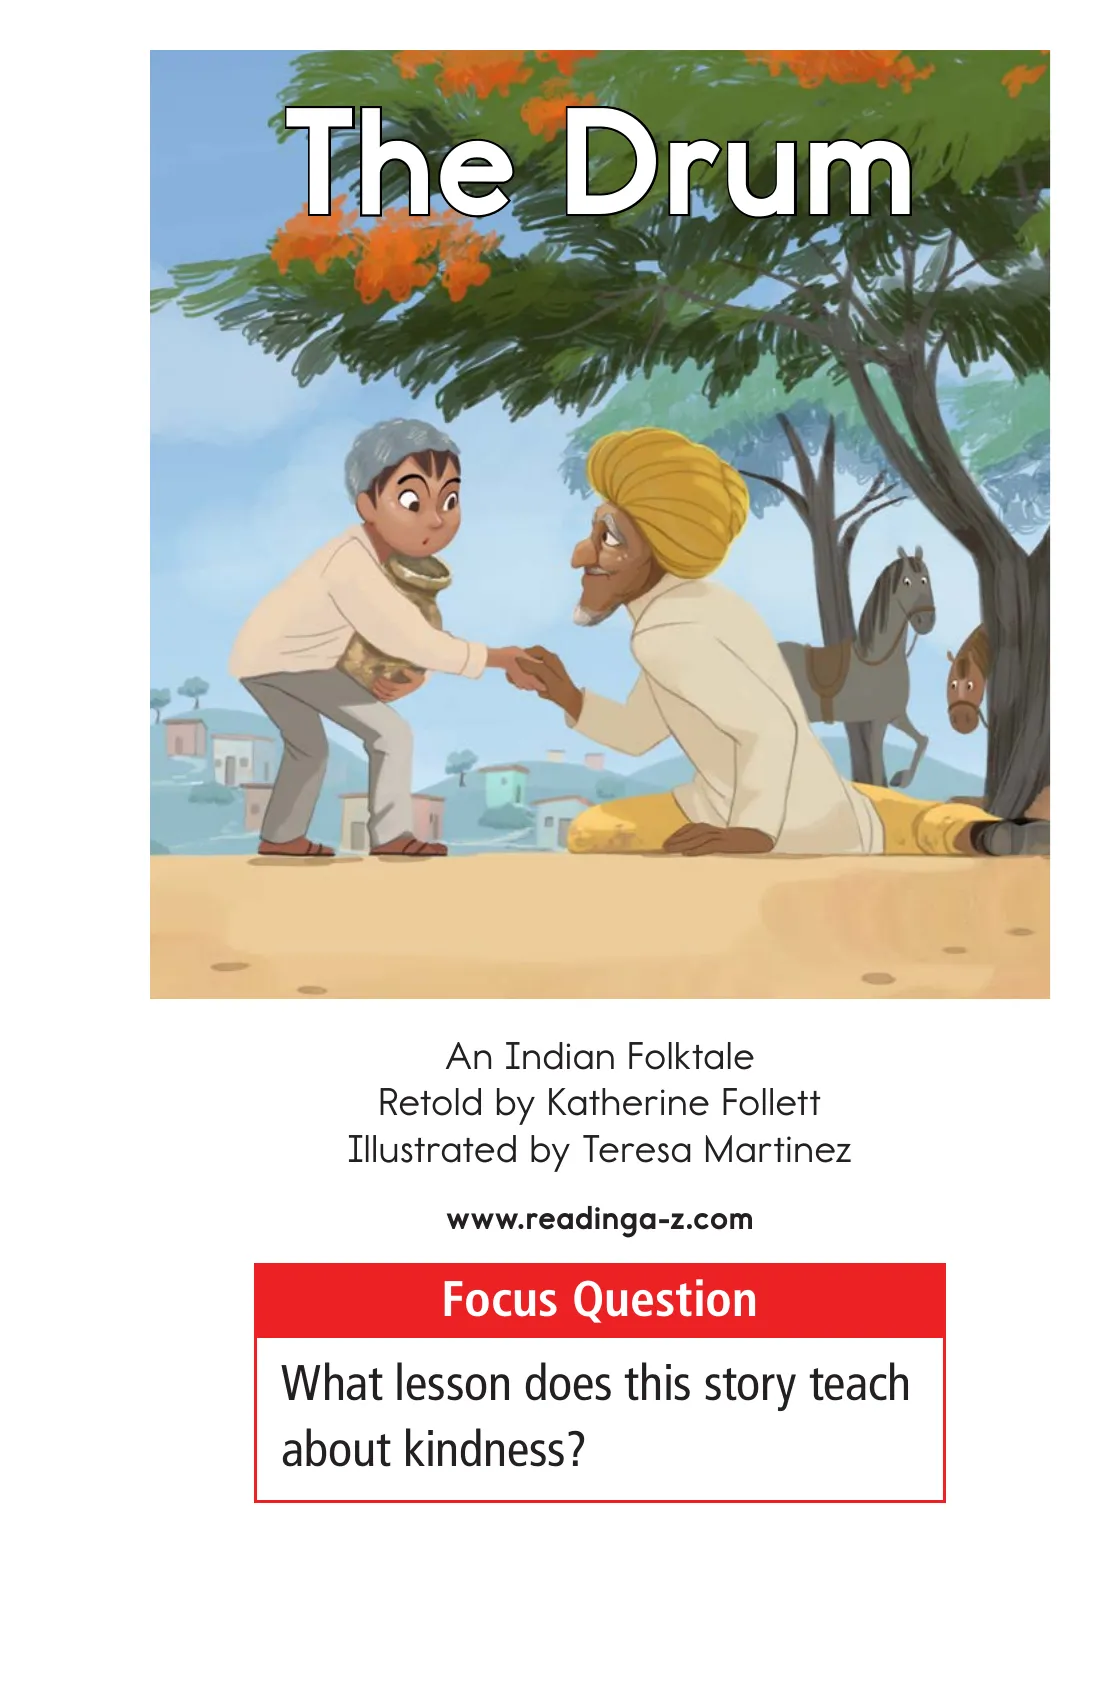 The Drum
An Indian Folktale
Retold by Katherine Follett
Illustrated by Teresa Martinez
www.readinga-z.com
Focus Question
What lesson does this story teach
about kindness?